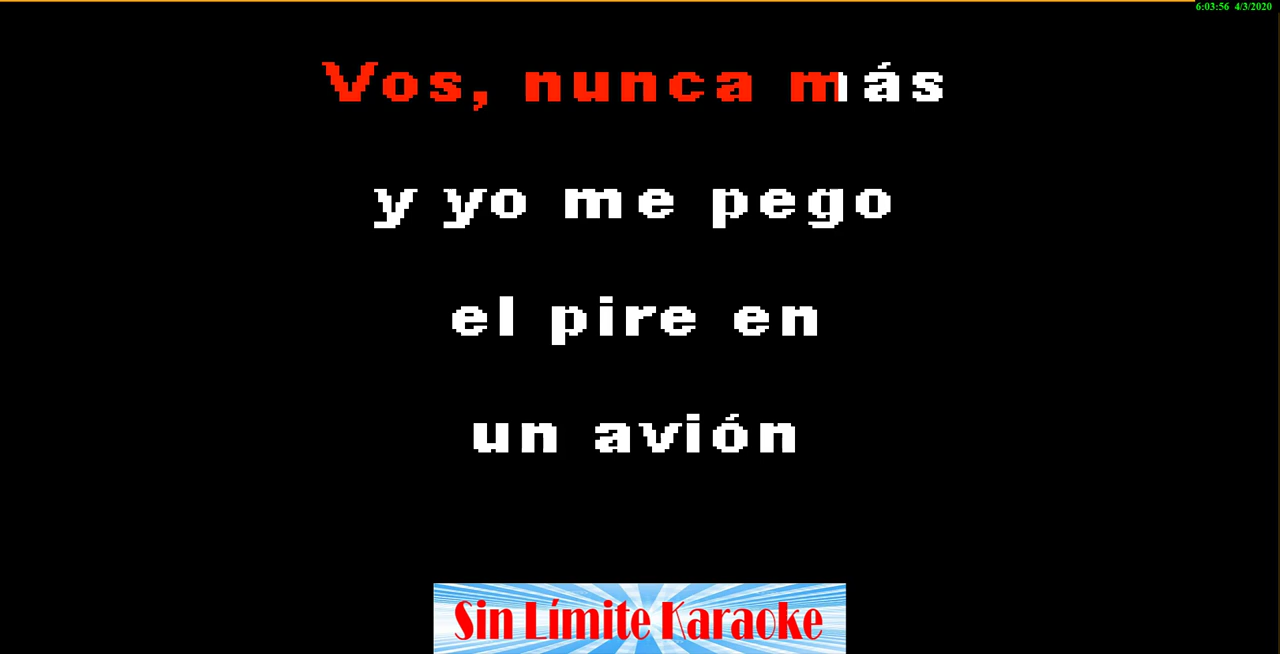 6:03:56 4/3/2020
Vos, nunca más
y yo me pego
el pire en
un avión
Sin Límite Karaoke